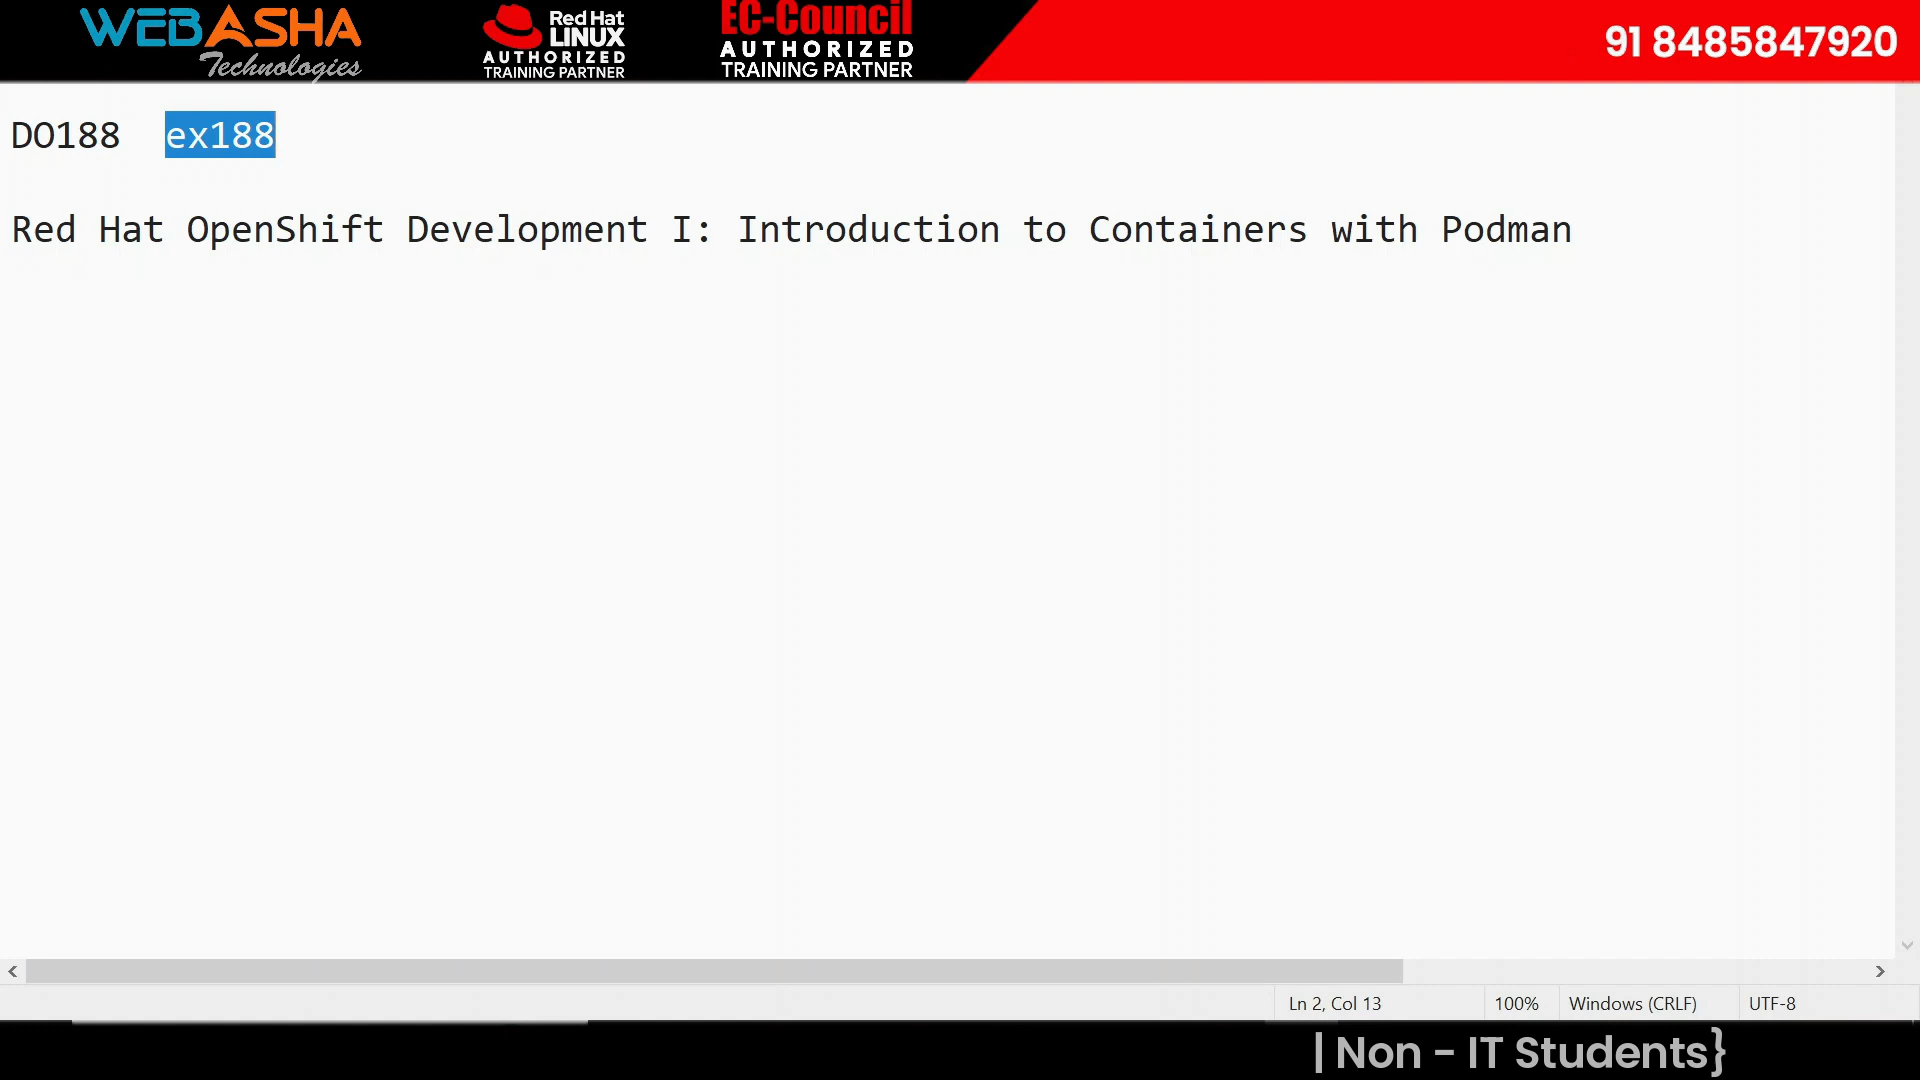 WEBASHA
Technologies
Red Hat
LINUX
AUTHORIZED
TRAINING PARTNER
EC-Council
AUTHORIZED
TRAINING PARTNER
91 8485847920
DO188  ex188
Red Hat OpenShift Development I: Introduction to Containers with Podman
Ln 2, Col 13
100%
Windows (CRLF)
UTF-8
| Non - IT Students}